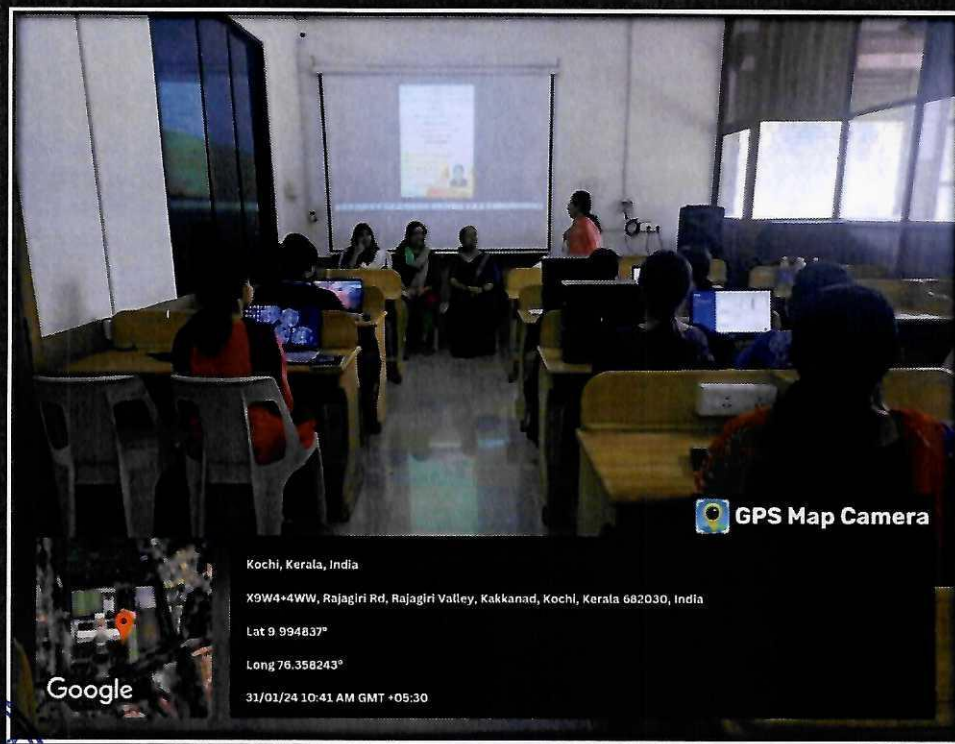 GPS Map Camera
Kochi, Kerala, India
X9W4+4WW, Rajagiri Rd, Rajagiri Valley, Kakkanad, Kochi, Kerala 682030, India
Lat 9.994837°
Long 76.358243°
31/01/24 10:41 AM GMT +05:30
Google